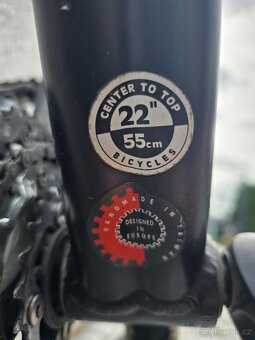 CENTER TO TOP
22"
55cm
BICYCLES
HANDMADE IN TAIWAN
DESIGNED
IN
EUROPE